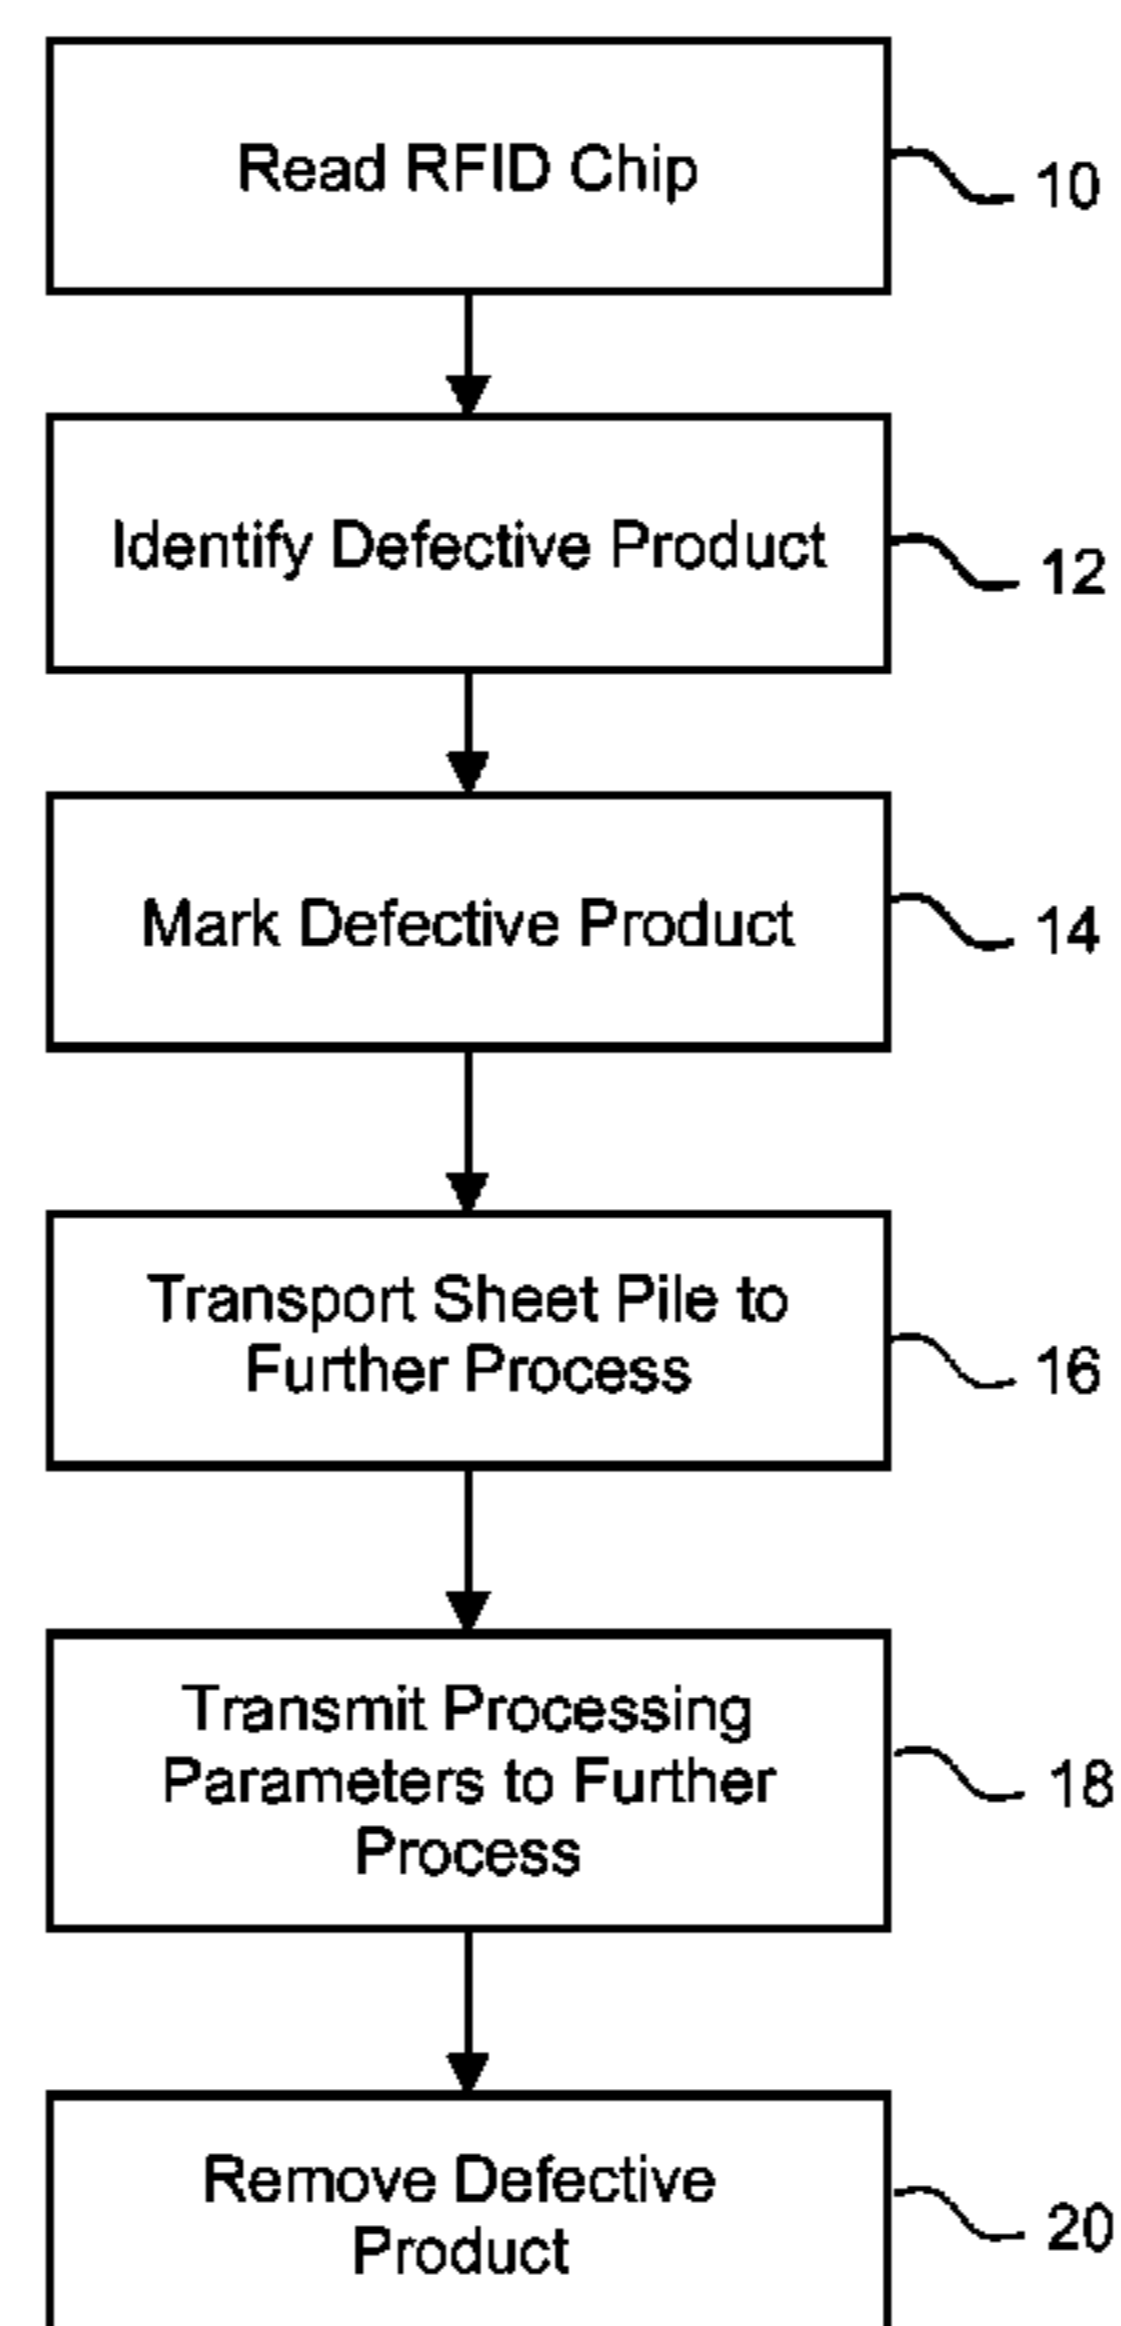 Read RFID Chip
10
Identify Defective Product
12
Mark Defective Product
14
Transport Sheet Pile to
Further Process
16
Transmit Processing
Parameters to Further
Process
18
Remove Defective
Product
20